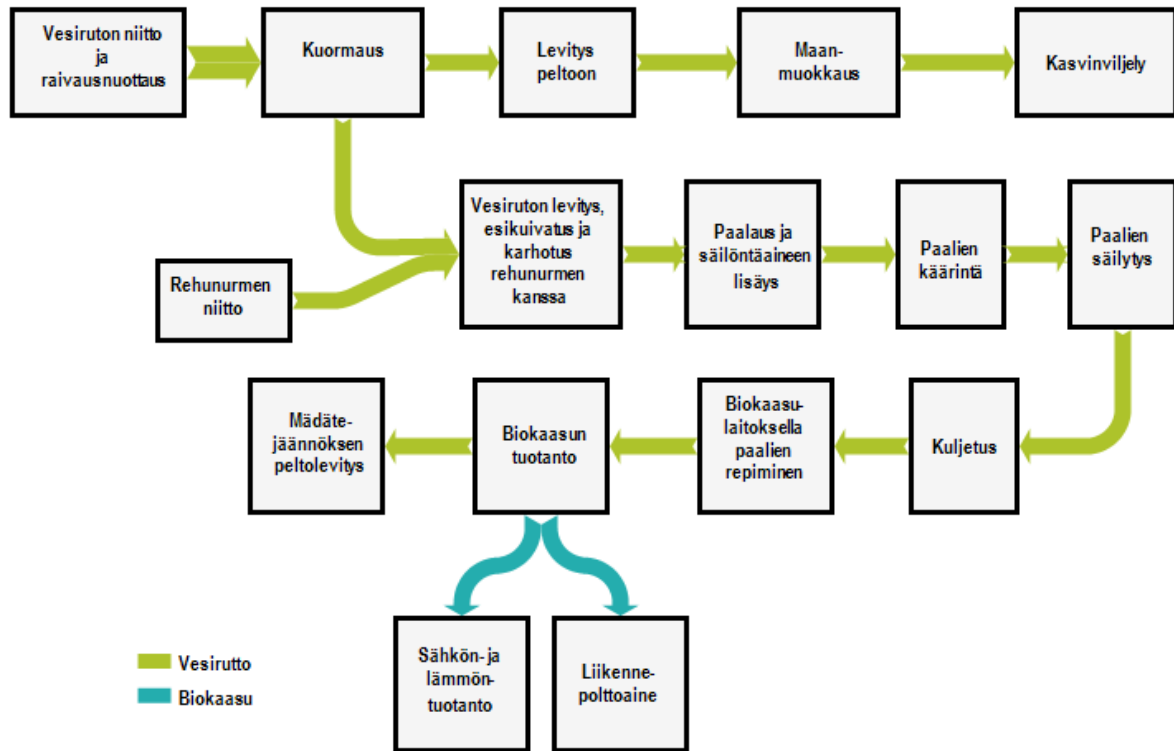 Vesiruton niitto
ja
raivausnuottaus
Kuormaus
Levitys
peltoon
Maan-
muokkaus
Kasvinviljely
Vesiruton levitys,
esikuivatus ja
karhotus
rehunurmen
kanssa
Paalaus ja
säilöntäaineen
lisäys
Paalien
käärintä
Paalien
säilytys
Rehunurmen
niitto
Mädäte-
jäännöksen
peltolevitys
Biokaasun
tuotanto
Biokaasu-
laitoksella
paalien
repiminen
Kuljetus
Sähkön- ja
lämmön-
tuotanto
Liikenne-
polttoaine
Vesirutto
Biokaasu